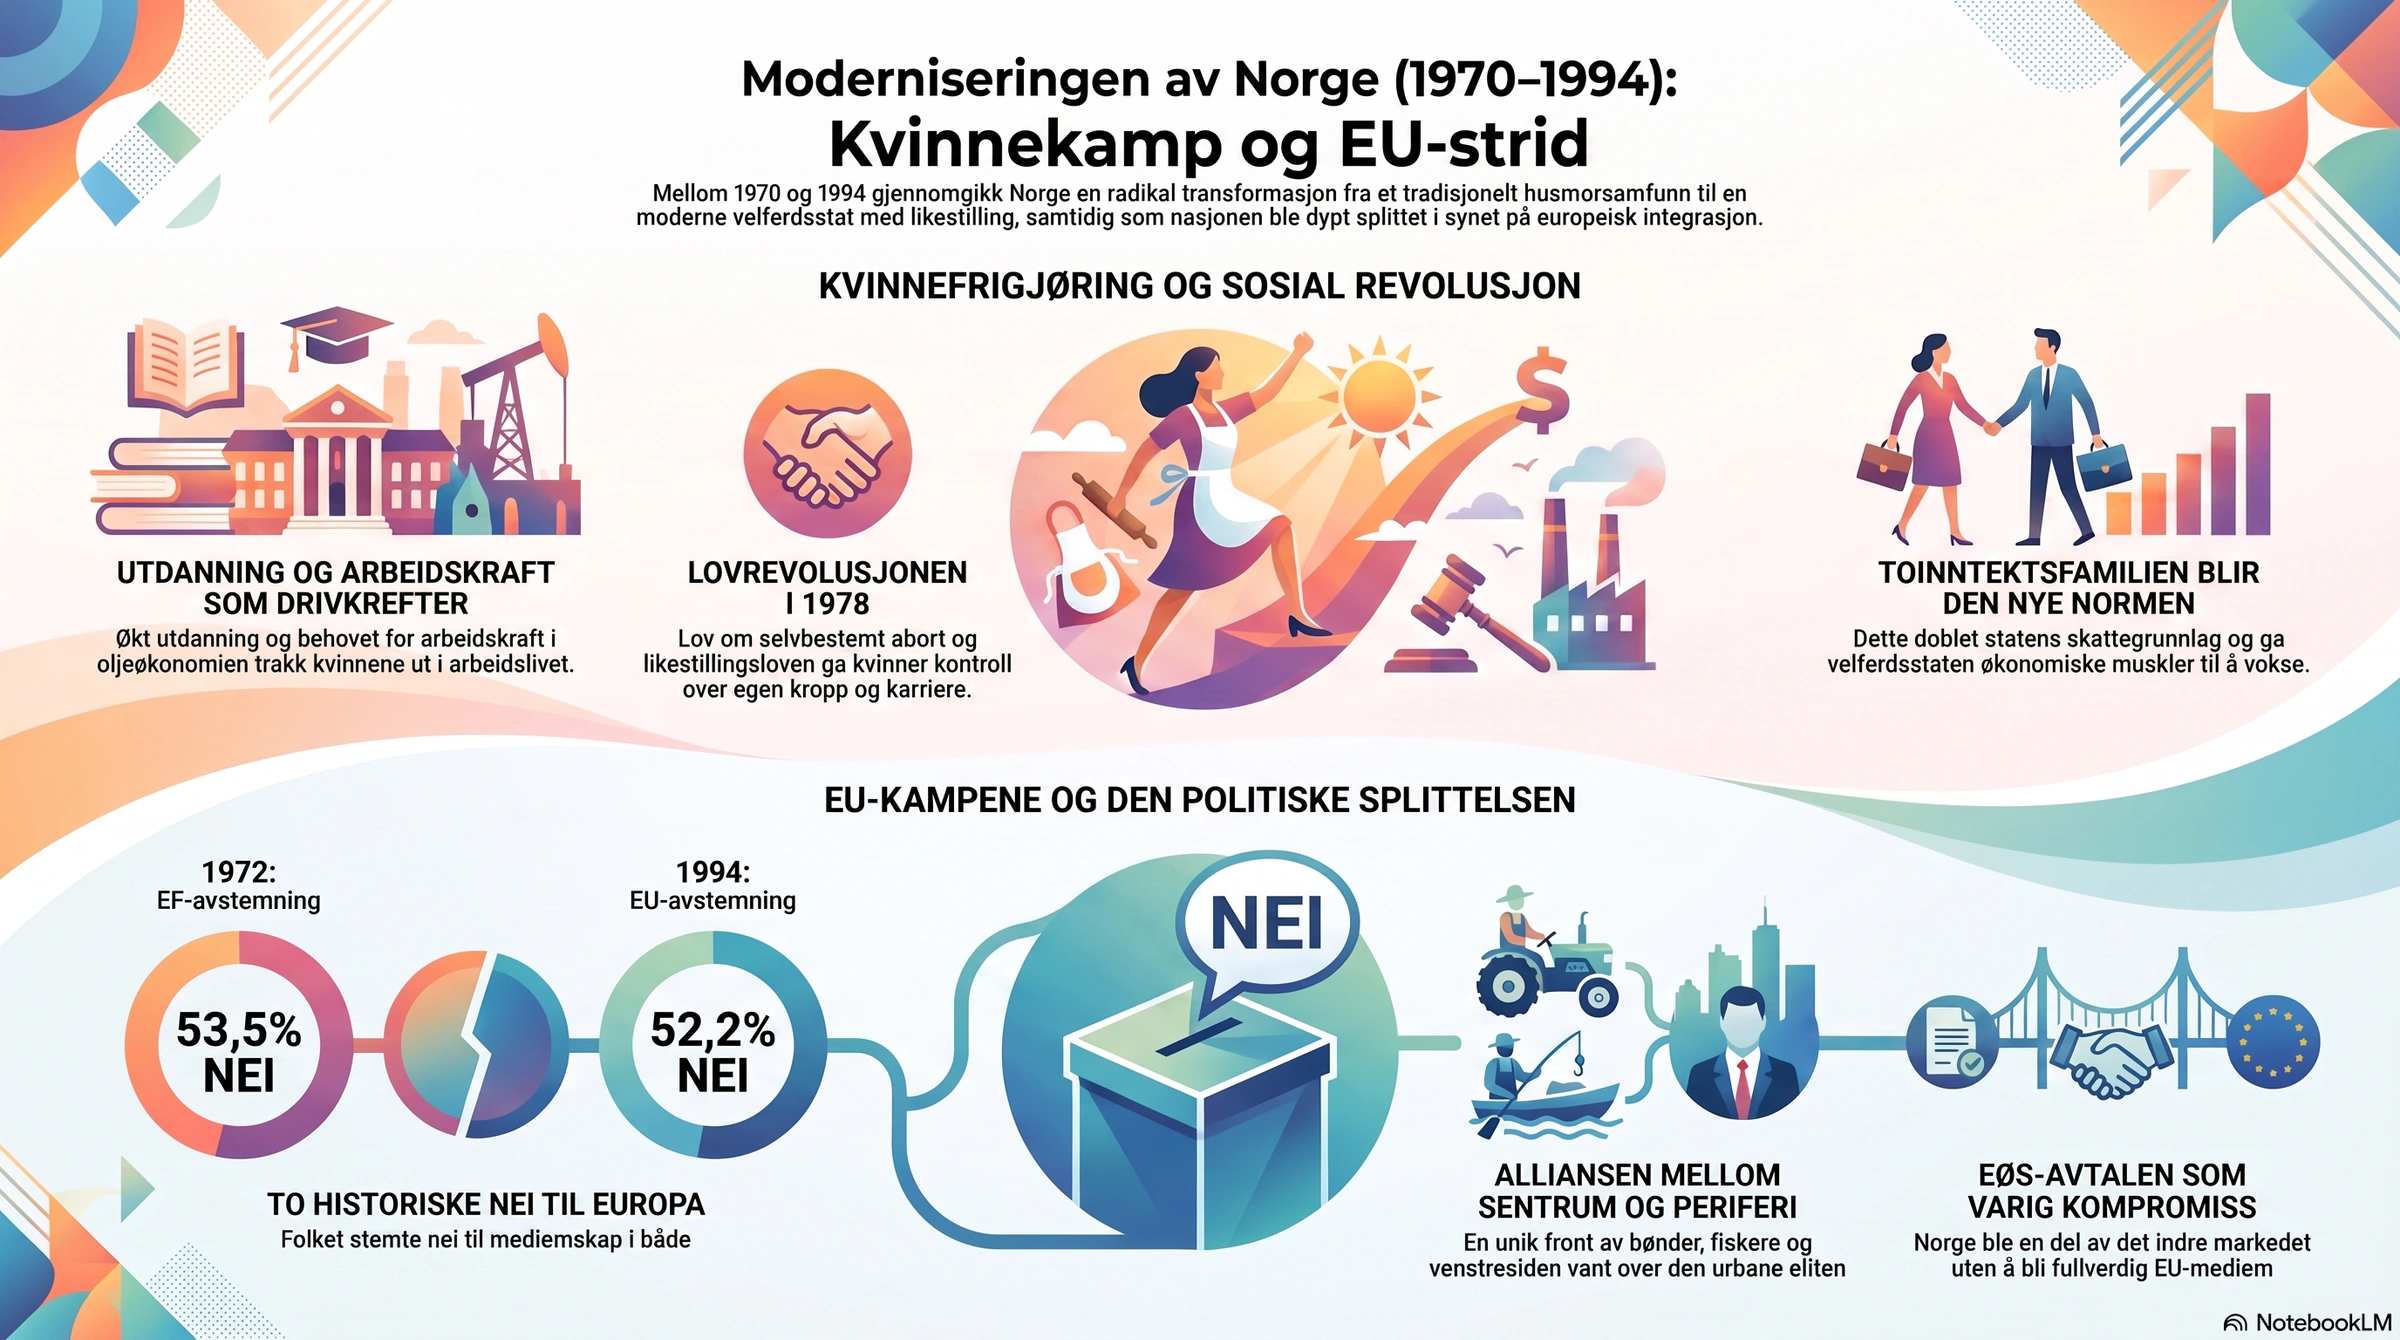 Moderniseringen av Norge (1970–1994):
Kvinnekamp og EU-strid
Mellom 1970 og 1994 gjennomgikk Norge en radikal transformasjon fra et tradisjonelt husmorsamfunn til en
moderne velferdsstat med likestilling, samtidig som nasjonen ble dypt splittet i synet på europeisk integrasjon.
KVINNEFRIGJØRING OG SOSIAL REVOLUSJON
$
UTDANNING OG ARBEIDSKRAFT
SOM DRIVKREFTER
Økt utdanning og behovet for arbeidskraft i
oljeøkonomien trakk kvinnene ut i arbeidslivet.
LOVREVOLUSJONEN
I 1978
Lov om selvbestemt abort og
likestillingsloven ga kvinner kontroll
over egen kropp og karriere.
TOINNTEKTSFAMILIEN BLIR
DEN NYE NORMEN
Dette doblet statens skattegrunnlag og ga
velferdsstaten økonomiske muskler til å vokse.
EU-KAMPENE OG DEN POLITISKE SPLITTELSEN
1972:
EF-avstemning
53,5%
NEI
1994:
EU-avstemning
52,2%
NEI
TO HISTORISKE NEI TIL EUROPA
Folket stemte nei til mediemskap i både
NEI
ALLIANSEN MELLOM
SENTRUM OG PERIFERI
En unik front av bønder, fiskere og
venstresiden vant over den urbane eliten
EØS-AVTALEN SOM
VARIG KOMPROMISS
Norge ble en del av det indre markedet
uten å bli fullverdig EU-mediem
NotebookLM